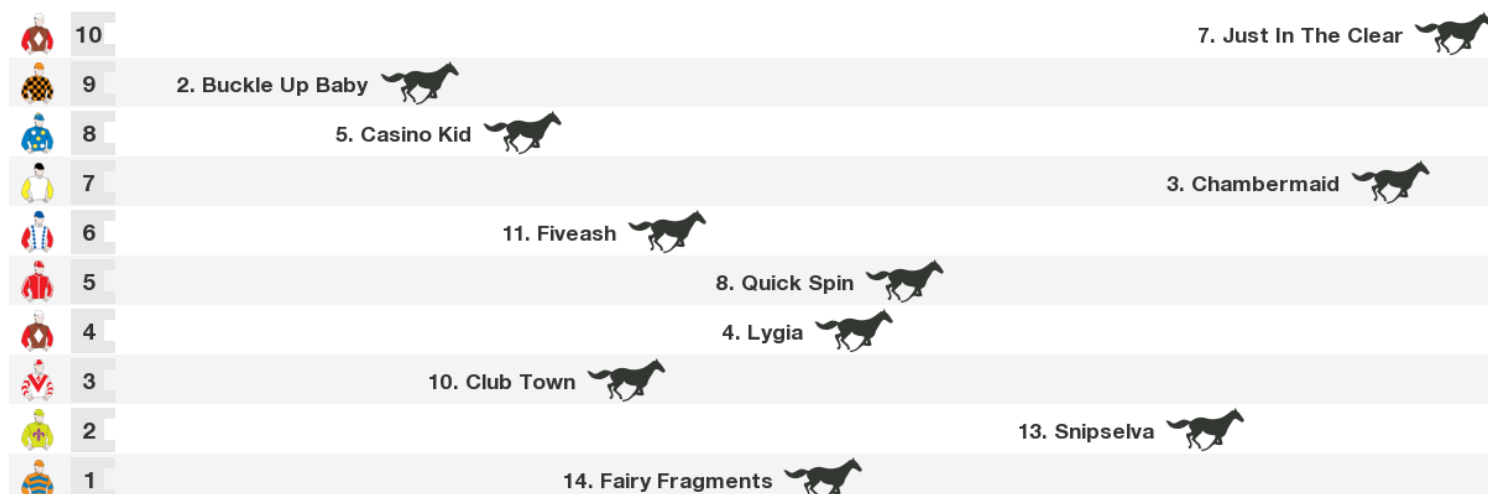 10 7. Just In The Clear
9 2. Buckle Up Baby
8 5. Casino Kid
7 3. Chambermaid
6 11. Fiveash
5 8. Quick Spin
4 4. Lygia
3 10. Club Town
2 13. Snipselva
1 14. Fairy Fragments